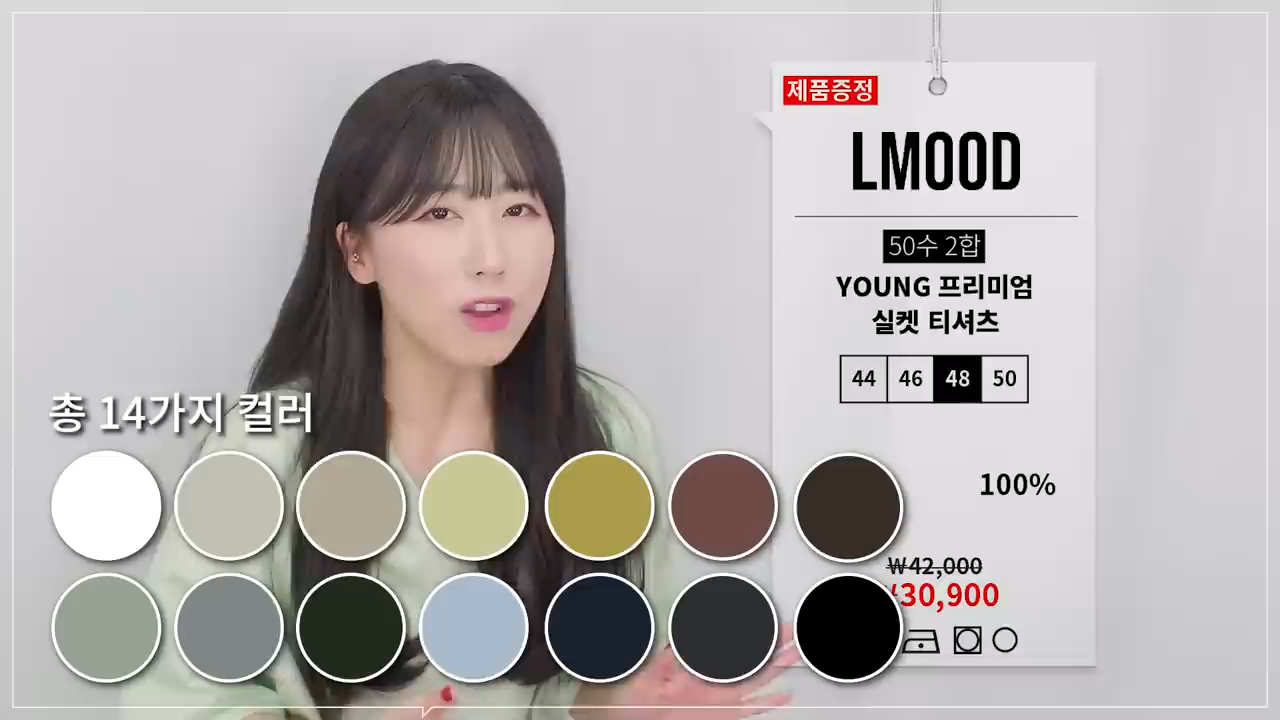 제품증정
LMOOD
50수 2합
YOUNG 프리미엄
실켓 티셔츠
44 46 48 50
총 14가지 컬러
100%
₩42,000
30,900